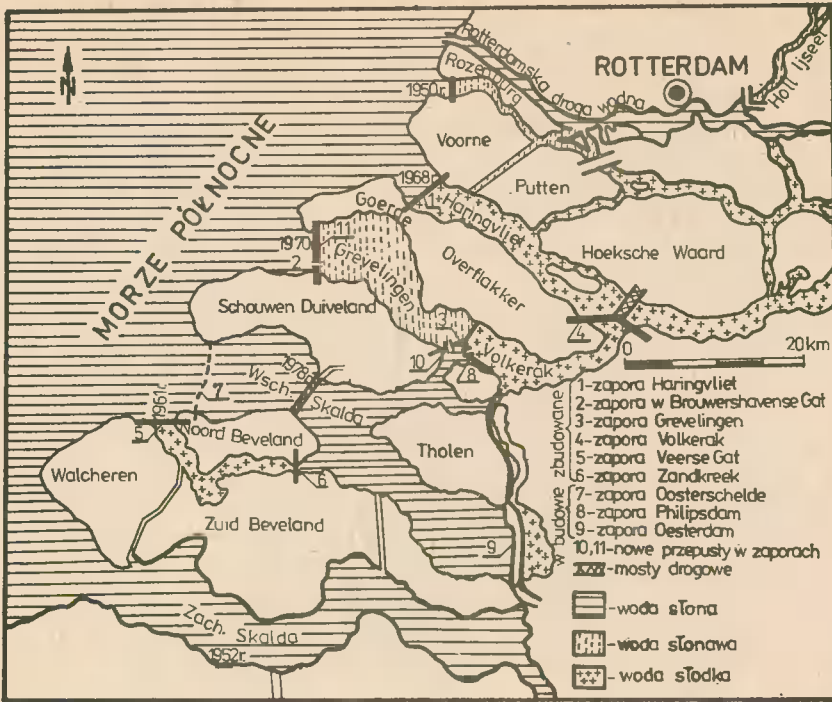 N
MORZE PÓŁNOCNE
Rotterdamska droga wodna
Rozenburg
ROTTERDAM
Holl Ijssel
1950r.
Voorne
Putten
1968
1
Haringvliet
Goerde
1970
11
2
Grevelingen
Overflakker
Hoeksche Waard
Schouwen Duiveland
3
4
10
8
Volkerak
0
20km
Wsch. Skalda
1978r.
7
1961r.
5
Noord Beveland
6
Walcheren
Tholen
Zuid Beveland
9
Zach. Skalda
1952r.
zbudowane
1-zapora Haringvliet
2-zapora w Brouwershavense Gat
3-zapora Grevelingen
4-zapora Volkerak
5-zapora Veerse Gat
6-zapora Zandkreek
w budowie
7-zapora Oosterschelde
8-zapora Philipsdam
9-zapora Oesterdam
10,11-nowe przepusty w zaporach
-mosty drogowe
-woda słona
-woda słonawa
-woda słodka